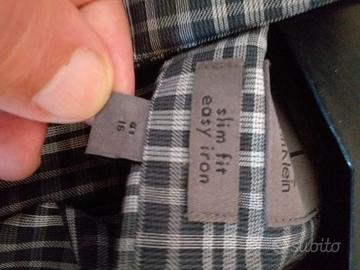 41
16
slim fit
easy iron
Klein
subito